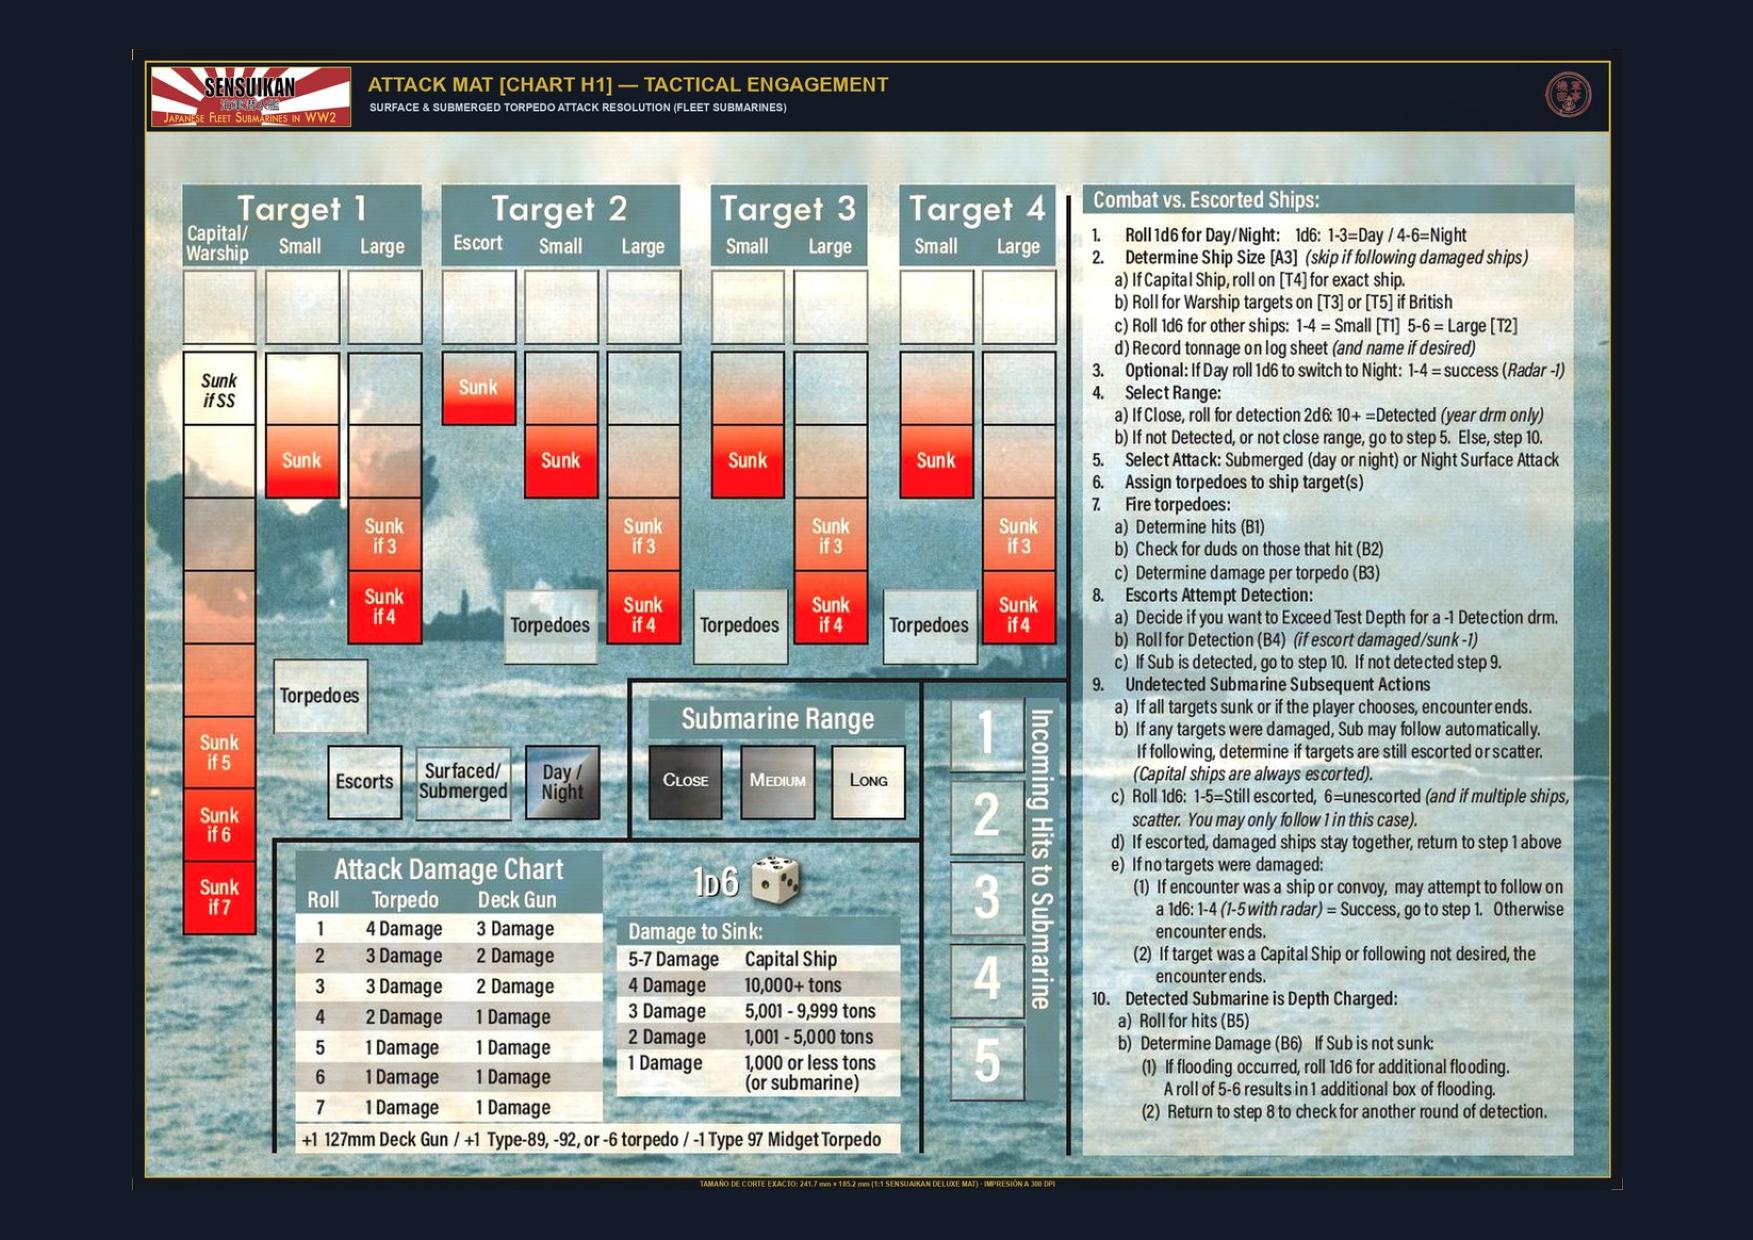 SENSUIKAN
JAPANESE FLEET SUBMARINES IN WW2
ATTACK MAT [CHART H1] — TACTICAL ENGAGEMENT
SURFACE & SUBMERGED TORPEDO ATTACK RESOLUTION (FLEET SUBMARINES)
Target 1
Capital/
Warship
Small
Large
Sunk
if SS
Sunk
Sunk
if 3
Sunk
if 4
Sunk
if 5
Sunk
if 6
Sunk
if 7
Torpedoes
Target 2
Escort
Small
Large
Sunk
Sunk
Sunk
if 3
Sunk
if 4
Torpedoes
Target 3
Small
Large
Sunk
Sunk
if 3
Sunk
if 4
Torpedoes
Target 4
Small
Large
Sunk
Sunk
if 3
Sunk
if 4
Torpedoes
Escorts
Surfaced/
Submerged
Day /
Night
Submarine Range
CLOSE
MEDIUM
LONG
Incoming Hits to Submarine
1
2
3
4
5
Attack Damage Chart
Roll Torpedo Deck Gun
1 4 Damage 3 Damage
2 3 Damage 2 Damage
3 3 Damage 2 Damage
4 2 Damage 1 Damage
5 1 Damage 1 Damage
6 1 Damage 1 Damage
7 1 Damage 1 Damage
+1 127mm Deck Gun / +1 Type-89, -92, or -6 torpedo / -1 Type 97 Midget Torpedo
1D6
Damage to Sink:
5-7 Damage Capital Ship
4 Damage 10,000+ tons
3 Damage 5,001 - 9,999 tons
2 Damage 1,001 - 5,000 tons
1 Damage 1,000 or less tons
(or submarine)
Combat vs. Escorted Ships:
1. Roll 1d6 for Day/Night: 1d6: 1-3=Day / 4-6=Night
2. Determine Ship Size [A3] (skip if following damaged ships)
a) If Capital Ship, roll on [T4] for exact ship.
b) Roll for Warship targets on [T3] or [T5] if British
c) Roll 1d6 for other ships: 1-4 = Small [T1] 5-6 = Large [T2]
d) Record tonnage on log sheet (and name if desired)
3. Optional: If Day roll 1d6 to switch to Night: 1-4 = success (Radar -1)
4. Select Range:
a) If Close, roll for detection 2d6: 10+ =Detected (year drm only)
b) If not Detected, or not close range, go to step 5. Else, step 10.
5. Select Attack: Submerged (day or night) or Night Surface Attack
6. Assign torpedoes to ship target(s)
7. Fire torpedoes:
a) Determine hits (B1)
b) Check for duds on those that hit (B2)
c) Determine damage per torpedo (B3)
8. Escorts Attempt Detection:
a) Decide if you want to Exceed Test Depth for a -1 Detection drm.
b) Roll for Detection (B4) (if escort damaged/sunk -1)
c) If Sub is detected, go to step 10. If not detected step 9.
9. Undetected Submarine Subsequent Actions
a) If all targets sunk or if the player chooses, encounter ends.
b) If any targets were damaged, Sub may follow automatically.
If following, determine if targets are still escorted or scatter.
(Capital ships are always escorted).
c) Roll 1d6: 1-5=Still escorted, 6=unescorted (and if multiple ships,
scatter. You may only follow 1 in this case).
d) If escorted, damaged ships stay together, return to step 1 above
e) If no targets were damaged:
(1) If encounter was a ship or convoy, may attempt to follow on
a 1d6: 1-4 (1-5 with radar) = Success, go to step 1. Otherwise
encounter ends.
(2) If target was a Capital Ship or following not desired, the
encounter ends.
10. Detected Submarine is Depth Charged:
a) Roll for hits (B5)
b) Determine Damage (B6) If Sub is not sunk:
(1) If flooding occurred, roll 1d6 for additional flooding.
A roll of 5-6 results in 1 additional box of flooding.
(2) Return to step 8 to check for another round of detection.
TAMAÑO DE CORTE EXACTO: 241.7 mm × 185.2 mm (1:1 SENSUAIKAN DELUXE MAT) · IMPRESIÓN A 300 DPI